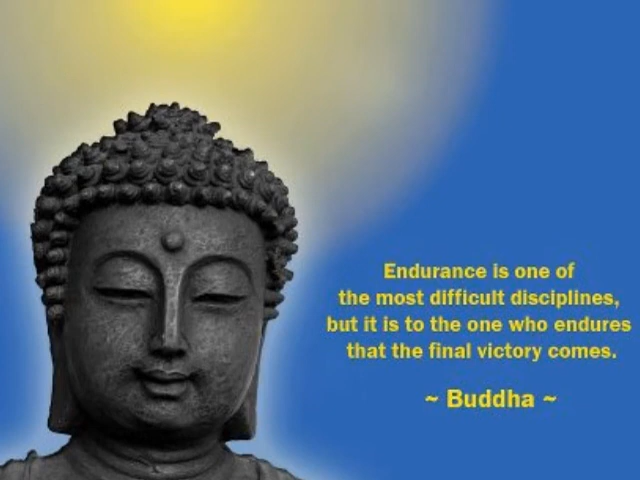 Endurance is one of
the most difficult disciplines,
but it is to the one who endures
that the final victory comes.
~ Buddha ~